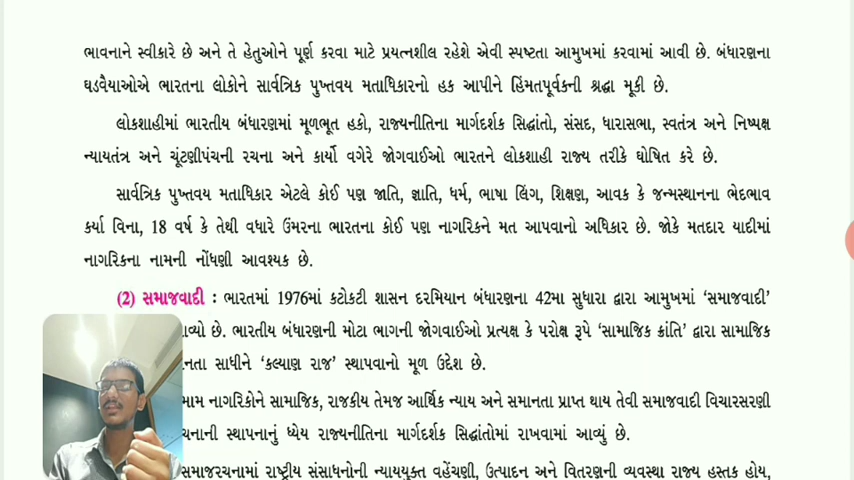 ભાવનાને સ્વીકારે છે અને તે હેતુઓને પૂર્ણ કરવા માટે પ્રયત્નશીલ રહેશે એવી સ્પષ્ટતા આમુખમાં કરવામાં આવી છે. બંધારણના
ઘડવૈયાઓએ ભારતના લોકોને સાર્વત્રિક પુખ્તવય મતાધિકારનો હક આપીને હિંમતપૂર્વકની શ્રદ્ધા મૂકી છે.
લોકશાહીમાં ભારતીય બંધારણમાં મૂળભૂત હકો, રાજ્યનીતિના માર્ગદર્શક સિદ્ધાંતો, સંસદ, ધારાસભા, સ્વતંત્ર અને નિષ્પક્ષ
ન્યાયતંત્ર અને ચૂંટણીપંચની રચના અને કાર્યો વગેરે જોગવાઈઓ ભારતને લોકશાહી રાજ્ય તરીકે ઘોષિત કરે છે.
સાર્વત્રિક પુખ્તવય મતાધિકાર એટલે કોઈ પણ જાતિ, જ્ઞાતિ, ધર્મ, ભાષા લિંગ, શિક્ષણ, આવક કે જન્મસ્થાનના ભેદભાવ
કર્યા વિના, 18 વર્ષ કે તેથી વધારે ઉંમરના ભારતના કોઈ પણ નાગરિકને મત આપવાનો અધિકાર છે. જોકે મતદાર યાદીમાં
નાગરિકના નામની નોંધણી આવશ્યક છે.
(2) સમાજવાદી : ભારતમાં 1976માં કટોકટી શાસન દરમિયાન બંધારણના 42મા સુધારા દ્વારા આમુખમાં ‘સમાજવાદી’
છે. ભારતીય બંધારણની મોટા ભાગની જોગવાઈઓ પ્રત્યક્ષ કે પરોક્ષ રૂપે ‘સામાજિક ક્રાંતિ’ દ્વારા સામાજિક
સાધીને ‘કલ્યાણ રાજ’ સ્થાપવાનો મૂળ ઉદેશ છે.
નાગરિકોને સામાજિક, રાજકીય તેમજ આર્થિક ન્યાય અને સમાનતા પ્રાપ્ત થાય તેવી સમાજવાદી વિચારસરણી
સ્થાપનાનું ધ્યેય રાજ્યનીતિના માર્ગદર્શક સિદ્ધાંતોમાં રાખવામાં આવ્યું છે.
સમાજરચનામાં રાષ્ટ્રીય સંસાધનોની ન્યાયયુક્ત વહેંચણી, ઉત્પાદન અને વિતરણની વ્યવસ્થા રાજ્ય હસ્તક હોય,